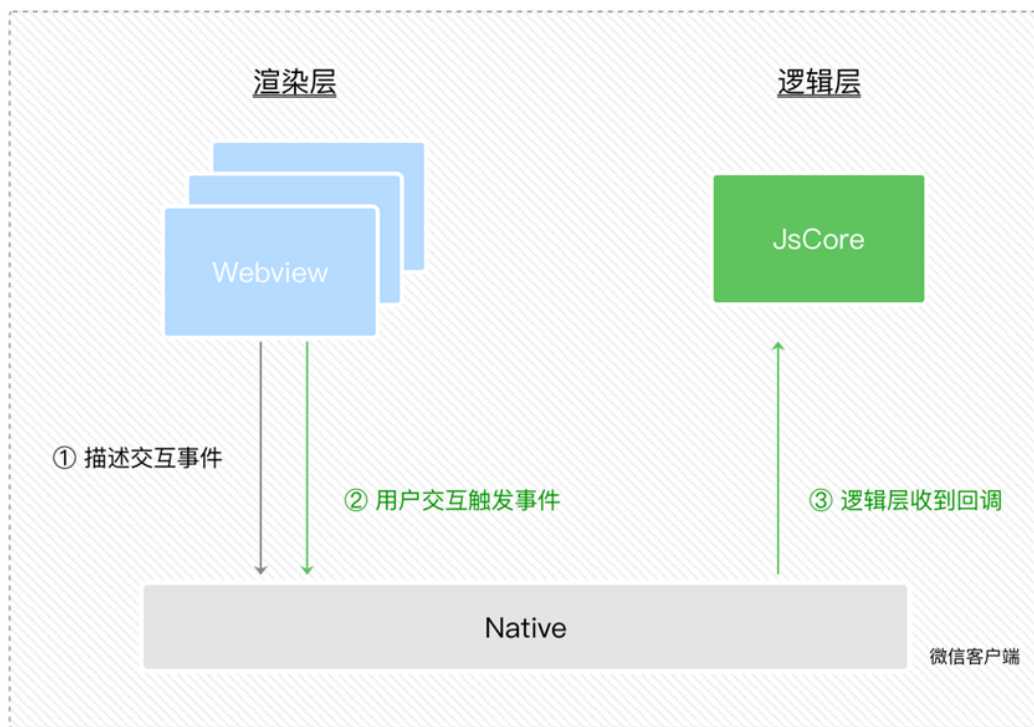 渲染层
逻辑层
Webview
JsCore
① 描述交互事件
② 用户交互触发事件
③ 逻辑层收到回调
Native
微信客户端